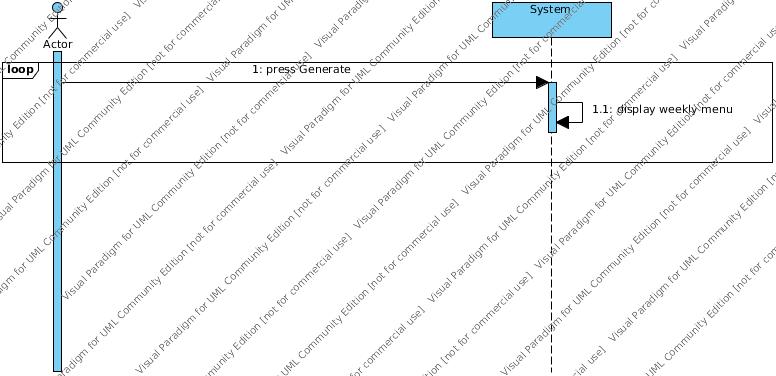 System
Actor
loop
1: press Generate
1.1: display weekly menu
Visual Paradigm for UML Community Edition [not for commercial use]